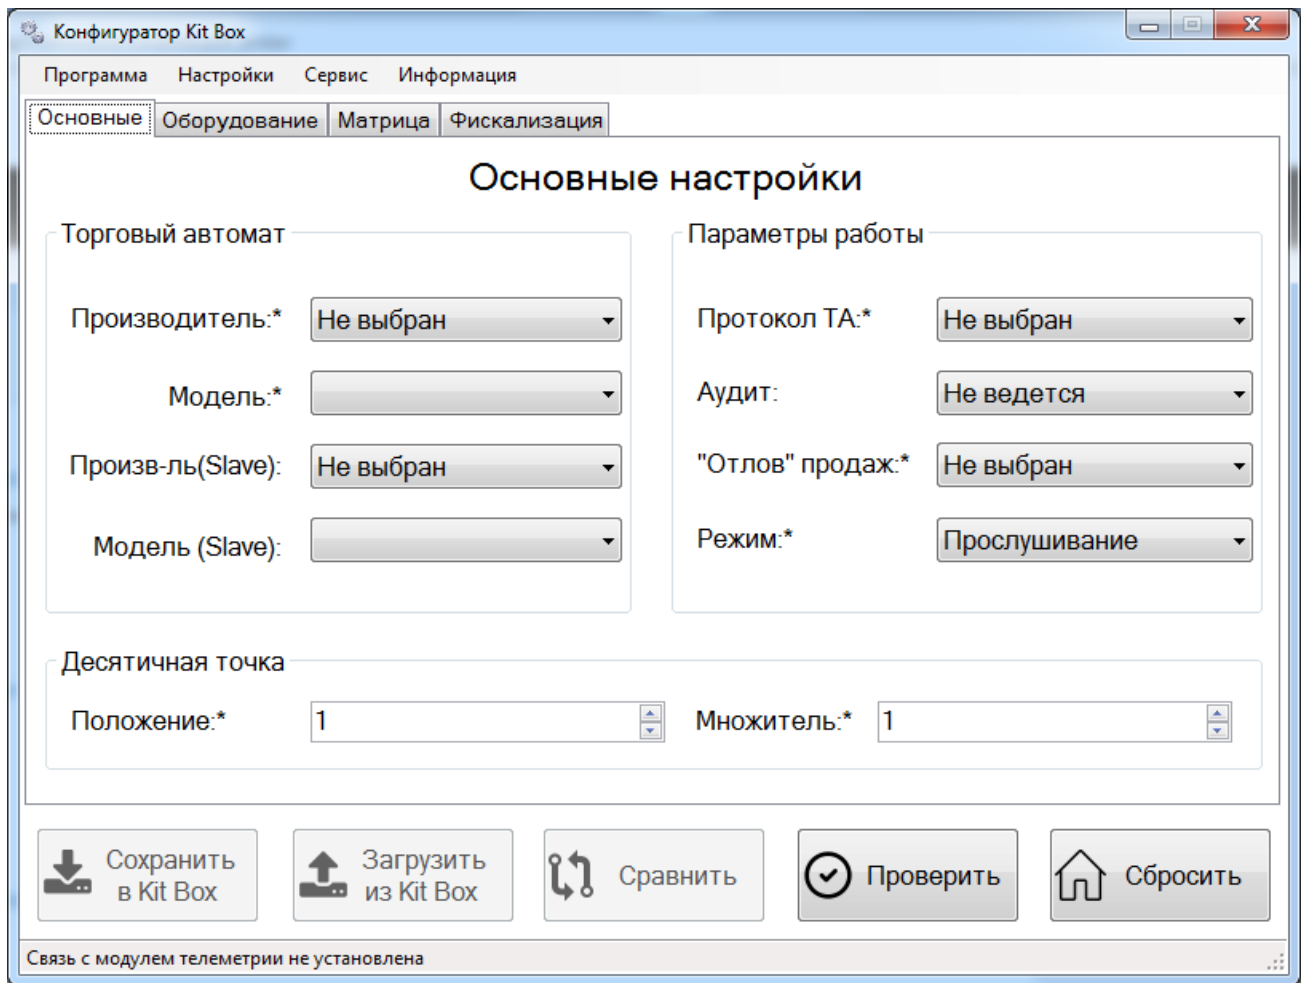 Конфигуратор Kit Box
Программа Настройки Сервис Информация
Основные Оборудование Матрица Фискализация
Основные настройки
Торговый автомат
Производитель:* Не выбран
Модель:*
Произв-ль(Slave): Не выбран
Модель (Slave):
Параметры работы
Протокол ТА:* Не выбран
Аудит: Не ведется
"Отлов" продаж:* Не выбран
Режим:* Прослушивание
Десятичная точка
Положение:* 1 Множитель:* 1
Сохранить
в Kit Box
Загрузить
из Kit Box
Сравнить
Проверить
Сбросить
Связь с модулем телеметрии не установлена